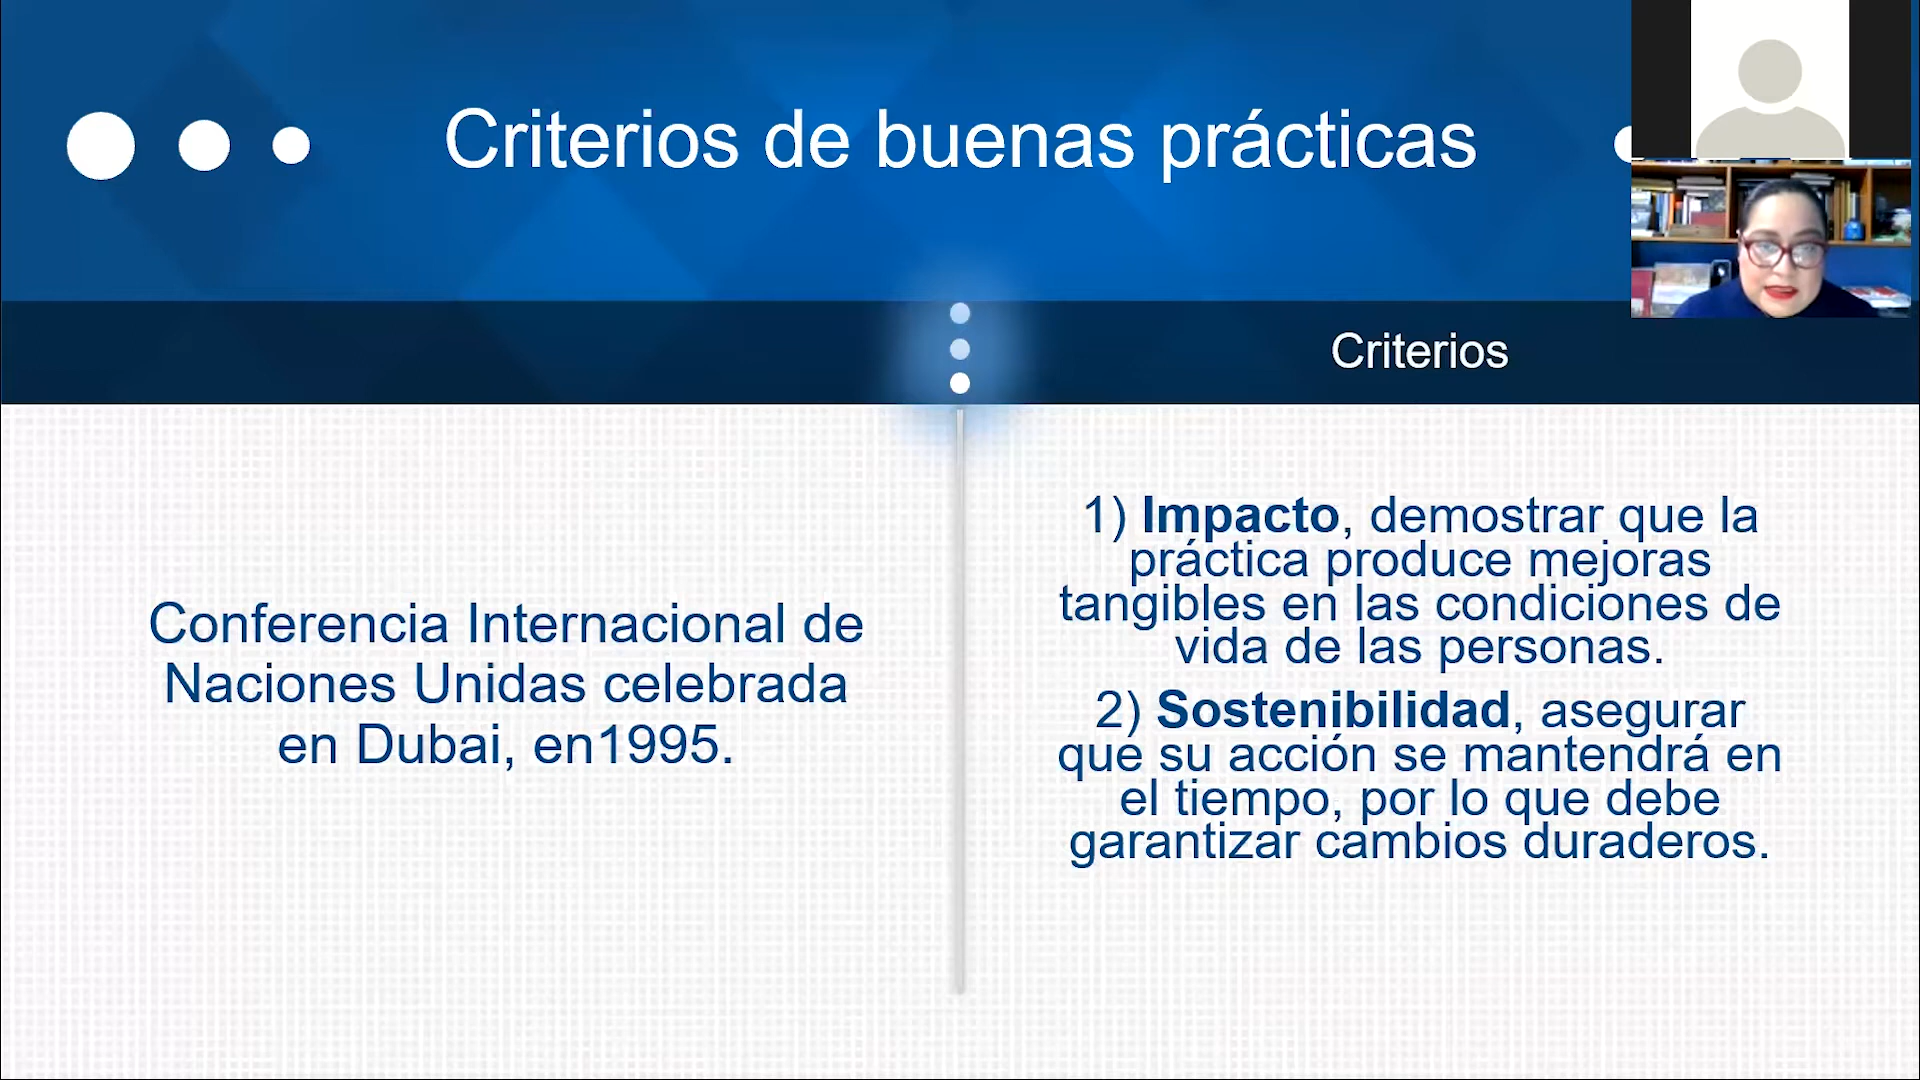 Criterios de buenas prácticas
Criterios
Conferencia Internacional de
Naciones Unidas celebrada
en Dubai, en1995.
1) Impacto, demostrar que la
práctica produce mejoras
tangibles en las condiciones de
vida de las personas.
2) Sostenibilidad, asegurar
que su acción se mantendrá en
el tiempo, por lo que debe
garantizar cambios duraderos.